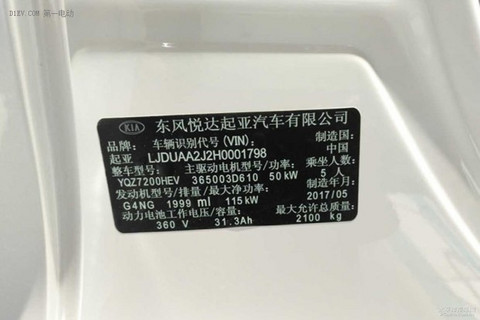 D1EV.COM 第一电动
KIA 东风悦达起亚汽车有限公司
车辆识别代号(VIN): 制造国:
起亚 LJDUAA2J2H0001798 中国
整车型号: 主驱动电机型号/功率: 乘坐人数:
YQZ7200HEV 365003D610 50 kW 5 人
发动机型号/排量/最大净功率: 制造年月:
G4NG 1999 ml 115kW 2017/05
动力电池工作电压/容量: 最大允许总质量:
360 V 31.3Ah 2100 kg